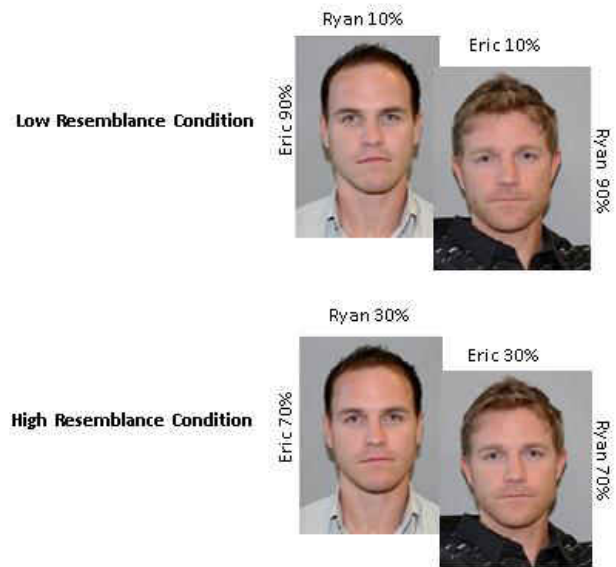 Ryan 10%
Eric 10%
Low Resemblance Condition
Eric 90%
Ryan 90%
Ryan 30%
Eric 30%
High Resemblance Condition
Eric 70%
Ryan 70%